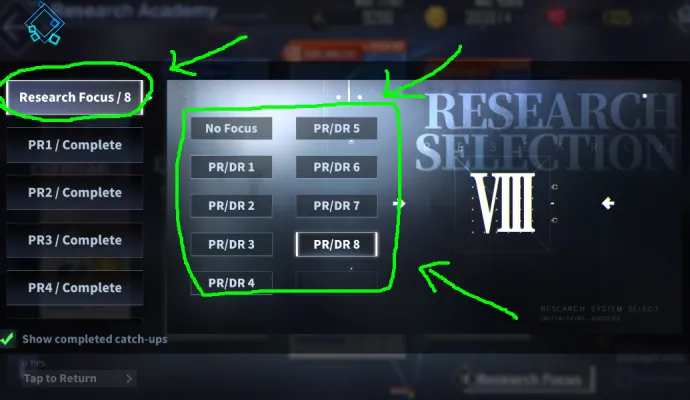 Research Academy
Research Focus / 8
PR1 / Complete
PR2 / Complete
PR3 / Complete
PR4 / Complete
Show completed catch-ups
TIPS
Tap to Return
No Focus
PR/DR 5
PR/DR 1
PR/DR 6
PR/DR 2
PR/DR 7
PR/DR 3
PR/DR 8
PR/DR 4
RESEARCH
SELECTION
VIII
RESEARCH SYSTEM SELECT
Research Focus